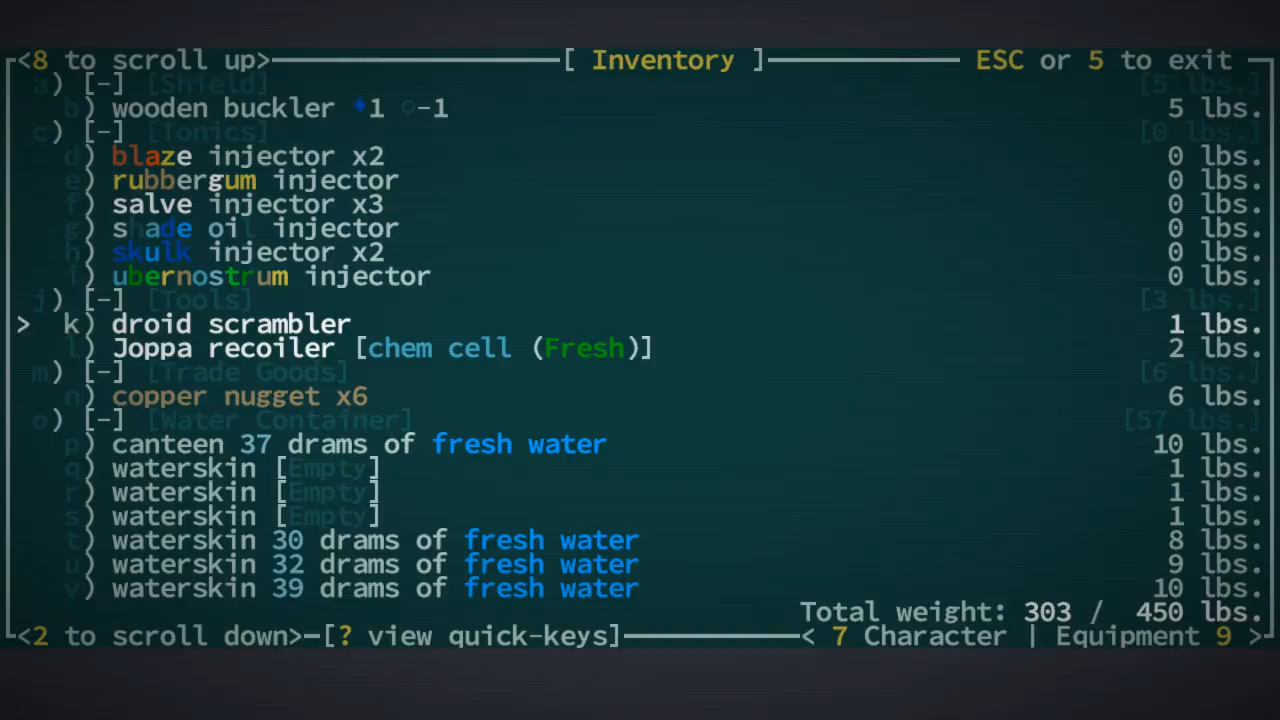 <8 to scroll up> [ Inventory ] ESC or 5 to exit
a) [-] [Shield] [5 lbs.]
b) wooden buckler ♦1 ○-1 5 lbs.
c) [-] [Tonics] [0 lbs.]
d) blaze injector x2 0 lbs.
e) rubbergum injector 0 lbs.
f) salve injector x3 0 lbs.
g) shade oil injector 0 lbs.
h) skulk injector x2 0 lbs.
i) ubernostrum injector 0 lbs.
j) [-] [Tools] [3 lbs.]
> k) droid scrambler 1 lbs.
l) Joppa recoiler [chem cell (Fresh)] 2 lbs.
m) [-] [Trade Goods] [6 lbs.]
n) copper nugget x6 6 lbs.
o) [-] [Water Container] [57 lbs.]
p) canteen 37 drams of fresh water 10 lbs.
q) waterskin [Empty] 1 lbs.
r) waterskin [Empty] 1 lbs.
s) waterskin [Empty] 1 lbs.
t) waterskin 30 drams of fresh water 8 lbs.
u) waterskin 32 drams of fresh water 9 lbs.
v) waterskin 39 drams of fresh water 10 lbs.
Total weight: 303 / 450 lbs.
<2 to scroll down> [? view quick-keys] < 7 Character | Equipment 9 >